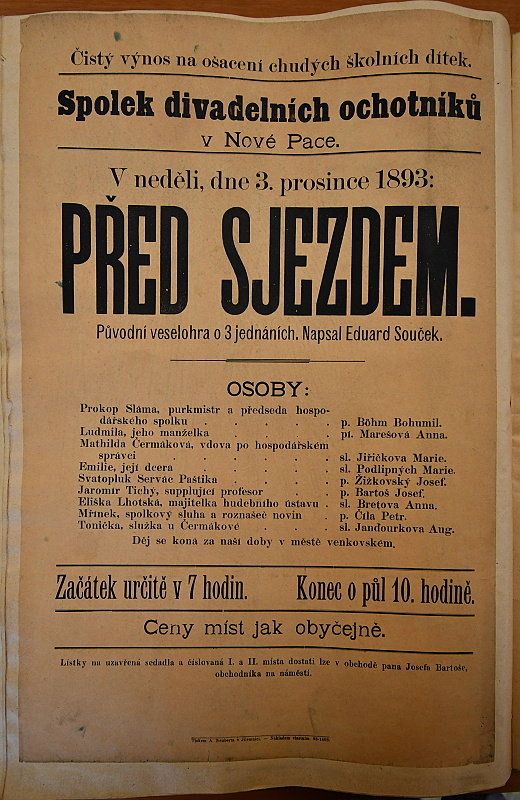 Čistý výnos na ošacení chudých školních dítek.
Spolek divadelních ochotníků
v Nové Pace.
V neděli, dne 3. prosince 1893:
PŘED SJEZDEM.
Původní veselohra o 3 jednáních. Napsal Eduard Souček.
OSOBY:
Prokop Sláma, purkmistr a předseda hospo-
dářského spolku . . . . . p. Böhm Bohumil.
Ludmila, jeho manželka . . . . pí. Marešová Anna.
Mathilda Čermáková, vdova po hospodářském
správci . . . . . . sl. Jiřičkova Marie.
Emilie, její dcera . . . . . sl. Podlipných Marie.
Svatopluk Servác Paštika . . . . p. Žižkovský Josef.
Jaromír Tichý, supplující profesor . . p. Bartoš Josef.
Eliška Lhotská, majitelka hudebního ústavu . sl. Bretova Anna.
Mřínek, spolkový sluha a roznašeč novin . p. Číla Petr.
Tonička, služka u Čermákové . . . sl. Janďourkova Aug.
Děj se koná za naší doby v městě venkovském.
Začátek určitě v 7 hodin. Konec o půl 10. hodině.
Ceny míst jak obyčejně.
Lístky na uzavřená sedadla a číslovaná I. a II. místa dostati lze v obchodě pana Josefa Bartoše,
obchodníka na náměstí.